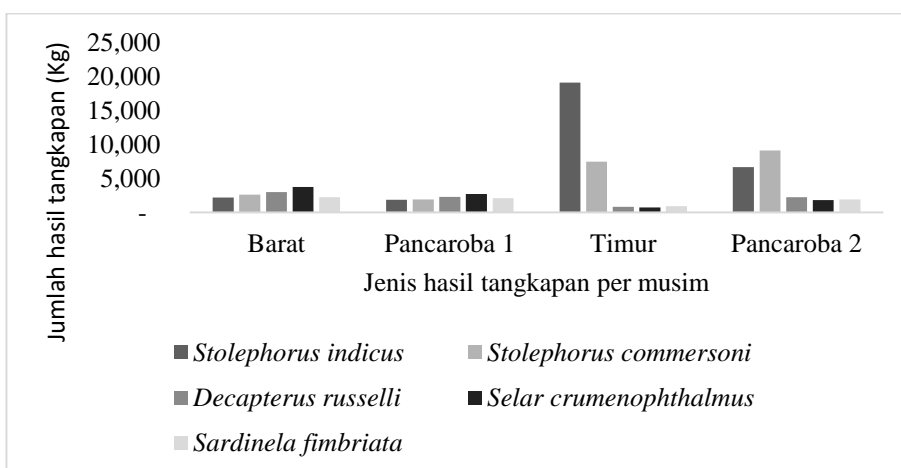 Jumlah hasil tangkapan (Kg)
25,000
20,000
15,000
10,000
5,000
-
Barat
Pancaroba 1
Timur
Pancaroba 2
Jenis hasil tangkapan per musim
Stolephorus indicus
Stolephorus commersoni
Decapterus russelli
Selar crumenophthalmus
Sardinela fimbriata